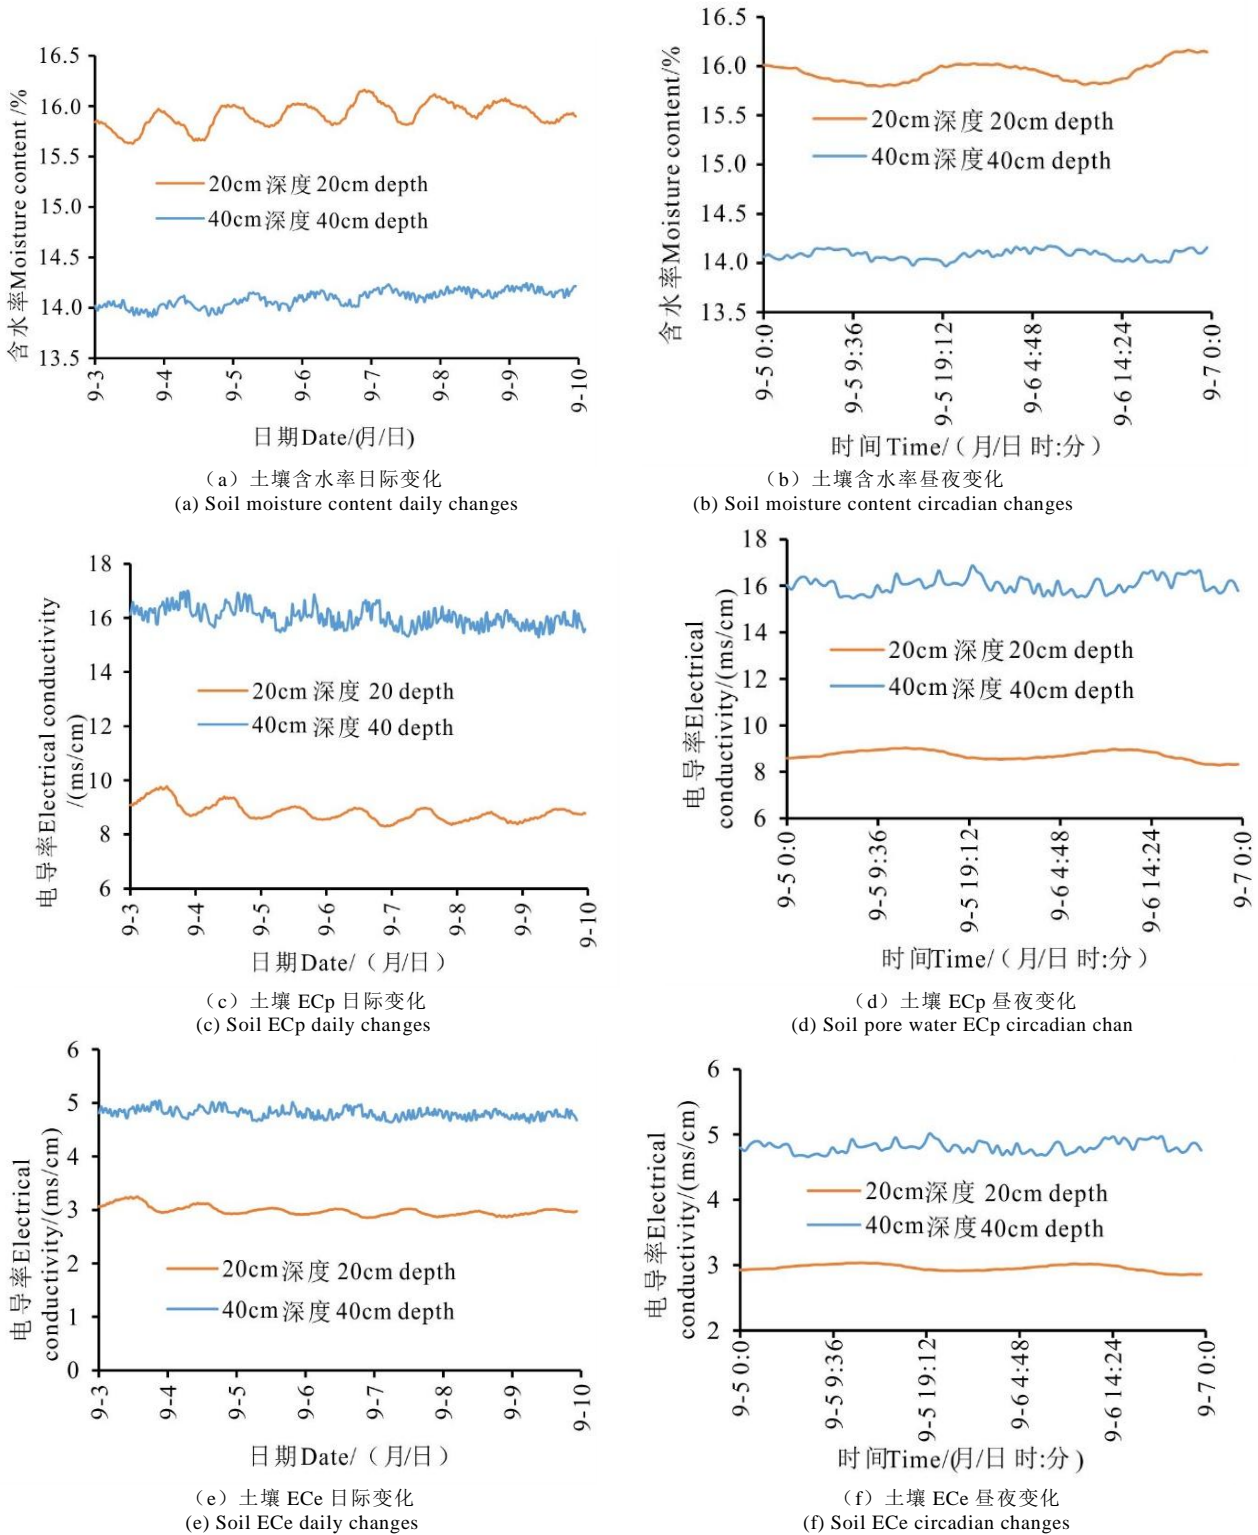 16.5
16.0
15.5
15.0
14.5
14.0
13.5
含水率Moisture content /%
20cm深度 20cm depth
40cm深度 40cm depth
9-3
9-4
9-5
9-6
9-7
9-8
9-9
9-10
日期Date/(月/日)
（a）土壤含水率日际变化
(a) Soil moisture content daily changes
16.5
16.0
15.5
15.0
14.5
14.0
13.5
含水率Moisture content/%
20cm深度 20cm depth
40cm深度 40cm depth
9-5 0:0
9-5 9:36
9-5 19:12
9-6 4:48
9-6 14:24
9-7 0:0
时间Time/（月/日 时:分）
（b）土壤含水率昼夜变化
(b) Soil moisture content circadian changes
18
16
14
12
10
8
6
电导率Electrical conductivity
/(ms/cm)
20cm深度 20 depth
40cm深度 40 depth
9-3
9-4
9-5
9-6
9-7
9-8
9-9
9-10
日期Date/（月/日）
（c）土壤 ECp 日际变化
(c) Soil ECp daily changes
18
16
14
12
10
8
6
电导率Electrical
conductivity/(ms/cm)
20cm深度20cm depth
40cm深度 40cm depth
9-5 0:0
9-5 9:36
9-5 19:12
9-6 4:48
9-6 14:24
9-7 0:0
时间Time/（月/日 时:分）
（d）土壤 ECp 昼夜变化
(d) Soil pore water ECp circadian chan
6
5
4
3
2
1
0
电导率Electrical
conductivity/(ms/cm)
20cm深度 20cm depth
40cm深度 40cm depth
9-3
9-4
9-5
9-6
9-7
9-8
9-9
9-10
日期Date/（月/日）
（e）土壤 ECe 日际变化
(e) Soil ECe daily changes
6
5
4
3
2
电导率Electrical
conductivity/(ms/cm)
20cm深度 20cm depth
40cm深度40cm depth
9-5 0:0
9-5 9:36
9-5 19:12
9-6 4:48
9-6 14:24
9-7 0:0
时间Time/(月/日 时:分)
（f）土壤 ECe 昼夜变化
(f) Soil ECe circadian changes